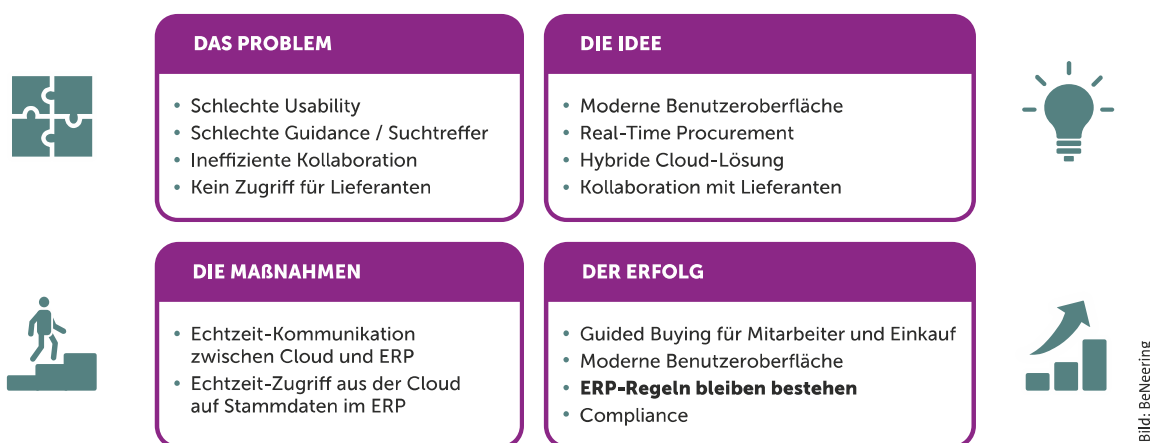 DAS PROBLEM
• Schlechte Usability
• Schlechte Guidance / Suchtreffer
• Ineffiziente Kollaboration
• Kein Zugriff für Lieferanten
DIE IDEE
• Moderne Benutzeroberfläche
• Real-Time Procurement
• Hybride Cloud-Lösung
• Kollaboration mit Lieferanten
DIE MAßNAHMEN
• Echtzeit-Kommunikation
zwischen Cloud und ERP
• Echtzeit-Zugriff aus der Cloud
auf Stammdaten im ERP
DER ERFOLG
• Guided Buying für Mitarbeiter und Einkauf
• Moderne Benutzeroberfläche
• ERP-Regeln bleiben bestehen
• Compliance
Bild: BeNeering